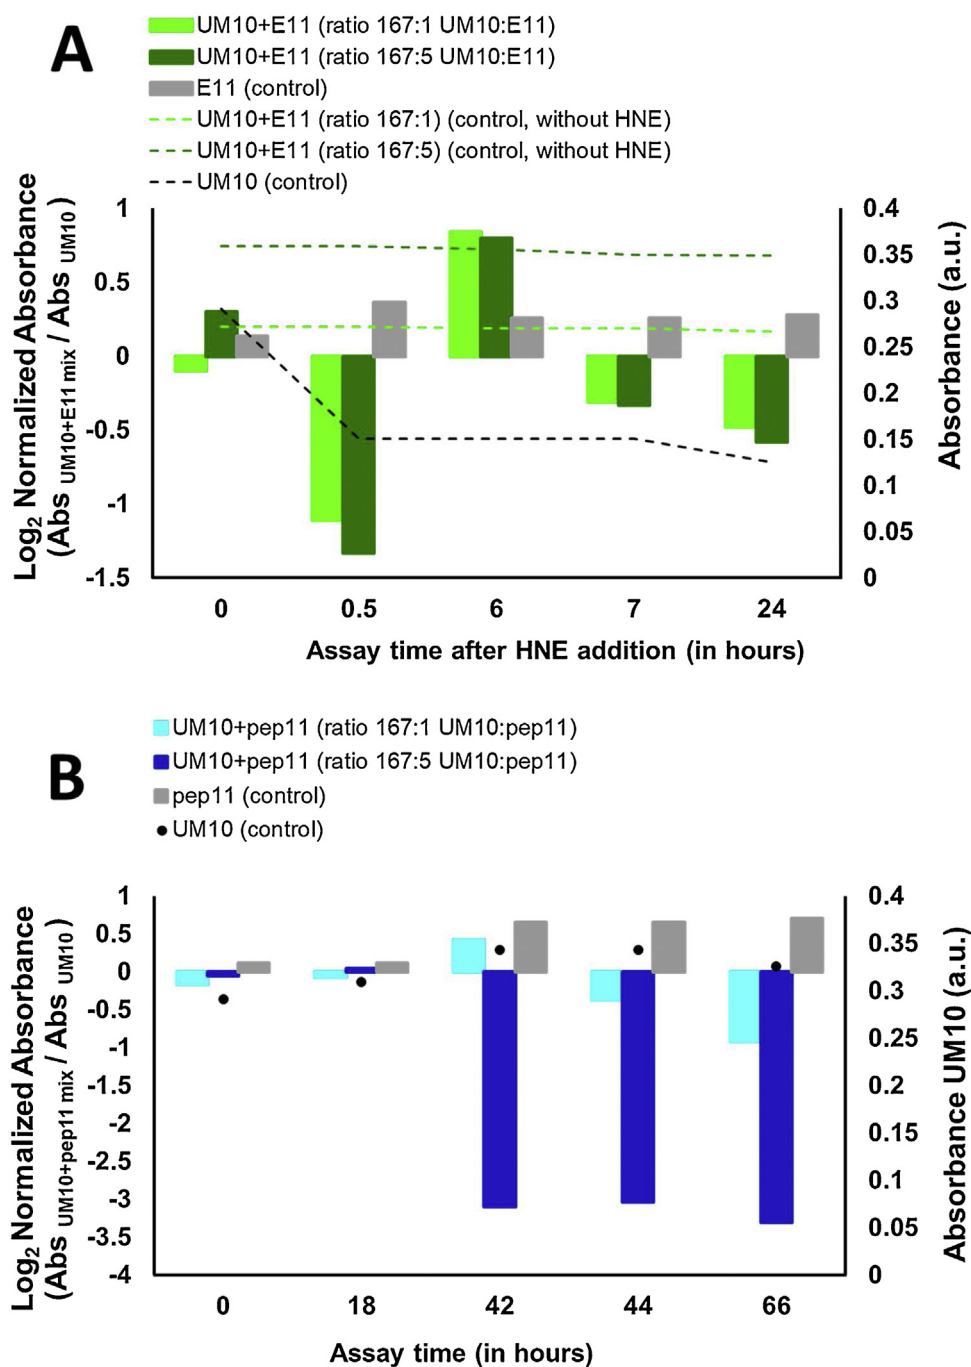 A
UM10+E11 (ratio 167:1 UM10:E11)
UM10+E11 (ratio 167:5 UM10:E11)
E11 (control)
UM10+E11 (ratio 167:1) (control, without HNE)
UM10+E11 (ratio 167:5) (control, without HNE)
UM10 (control)
Log2 Normalized Absorbance
(Abs UM10+E11 mix / Abs UM10)
1
0.5
0
-0.5
-1
-1.5
0.4
0.35
0.3
0.25
0.2
0.15
0.1
0.05
0
Absorbance (a.u.)
0 0.5 6 7 24
Assay time after HNE addition (in hours)
B
UM10+pep11 (ratio 167:1 UM10:pep11)
UM10+pep11 (ratio 167:5 UM10:pep11)
pep11 (control)
UM10 (control)
Log2 Normalized Absorbance
(Abs UM10+pep11 mix / Abs UM10)
1
0.5
0
-0.5
-1
-1.5
-2
-2.5
-3
-3.5
-4
0.4
0.35
0.3
0.25
0.2
0.15
0.1
0.05
0
Absorbance UM10 (a.u.)
0 18 42 44 66
Assay time (in hours)